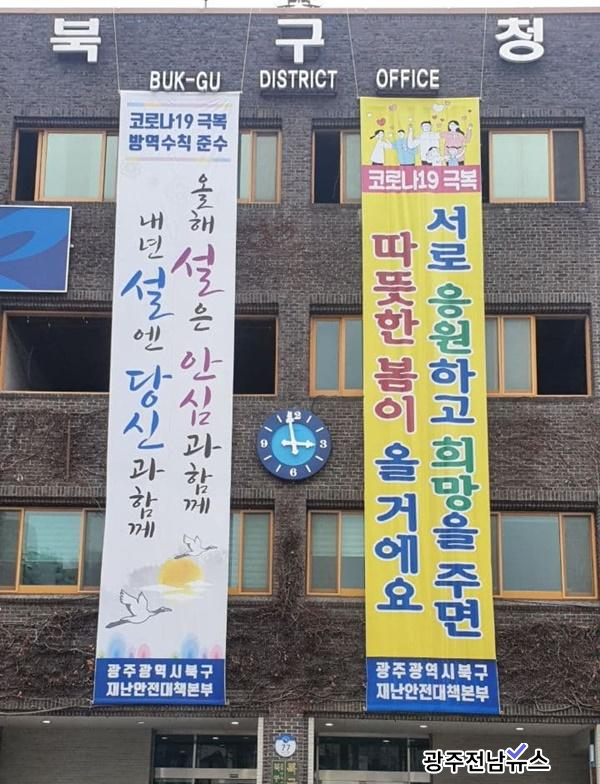 북구청
BUK-GU DISTRICT OFFICE
코로나19 극복
방역수칙 준수
올해 설은 안심과 함께
내년 설엔 당신과 함께
광주광역시북구
재난안전대책본부
코로나19 극복
서로 응원하고 희망을 주면
따뜻한 봄이 올 거에요
광주광역시북구
재난안전대책본부
12
3
6
9
77
광주전남뉴스